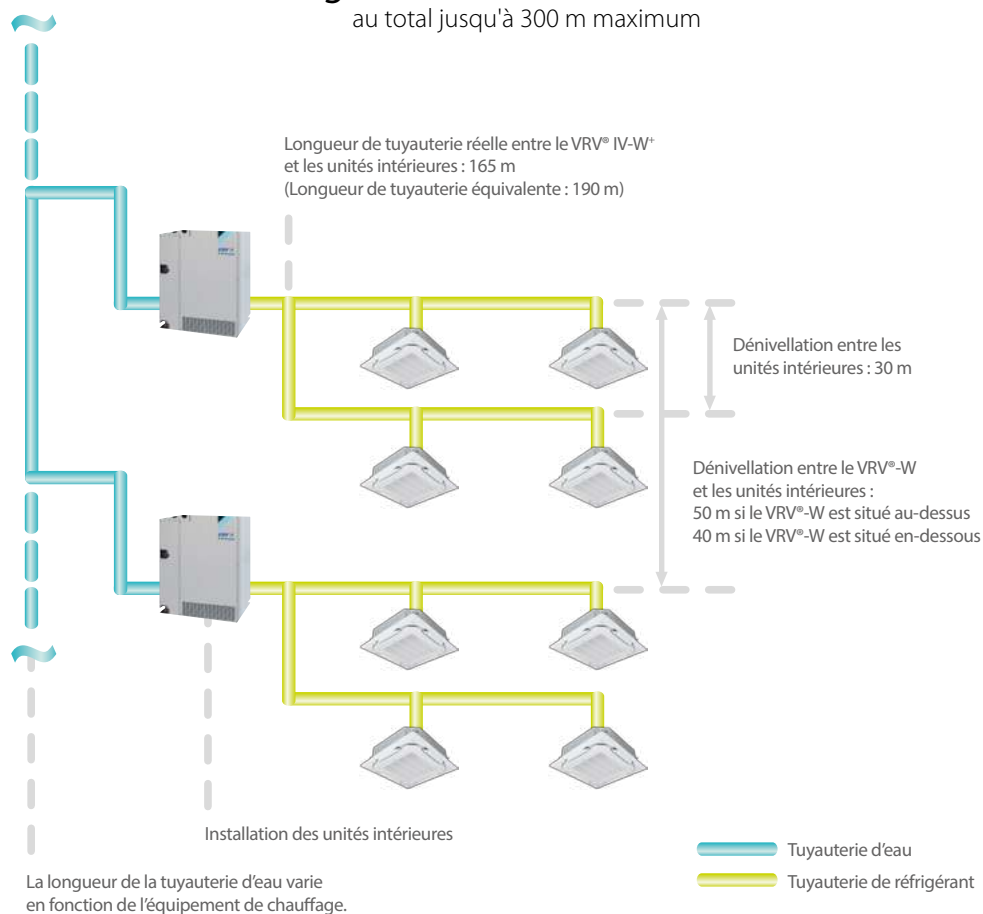 au total jusqu'à 300 m maximum
Longueur de tuyauterie réelle entre le VRV® IV-W⁺
et les unités intérieures : 165 m
(Longueur de tuyauterie équivalente : 190 m)
Dénivellation entre les
unités intérieures : 30 m
Dénivellation entre le VRV®-W
et les unités intérieures :
50 m si le VRV®-W est situé au-dessus
40 m si le VRV®-W est situé en-dessous
Installation des unités intérieures
Tuyauterie d’eau
Tuyauterie de réfrigérant
La longueur de la tuyauterie d’eau varie
en fonction de l’équipement de chauffage.